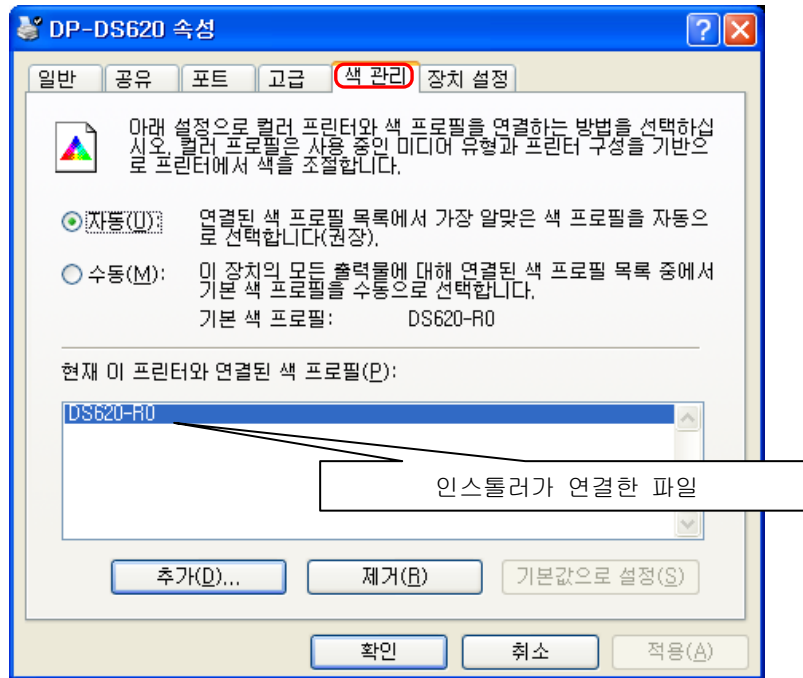 DP-DS620 속성
일반 공유 포트 고급 색 관리 장치 설정
아래 설정으로 컬러 프린터와 색 프로필을 연결하는 방법을 선택하십
시오. 컬러 프로필은 사용 중인 미디어 유형과 프린터 구성을 기반으
로 프린터에서 색을 조절합니다.
자동(U): 연결된 색 프로필 목록에서 가장 알맞은 색 프로필을 자동으
로 선택합니다(권장).
수동(M): 이 장치의 모든 출력물에 대해 연결된 색 프로필 목록 중에서
기본 색 프로필을 수동으로 선택합니다.
기본 색 프로필: DS620-R0
현재 이 프린터와 연결된 색 프로필(P):
DS620-R0
인스톨러가 연결한 파일
추가(D)... 제거(R) 기본값으로 설정(S)
확인 취소 적용(A)